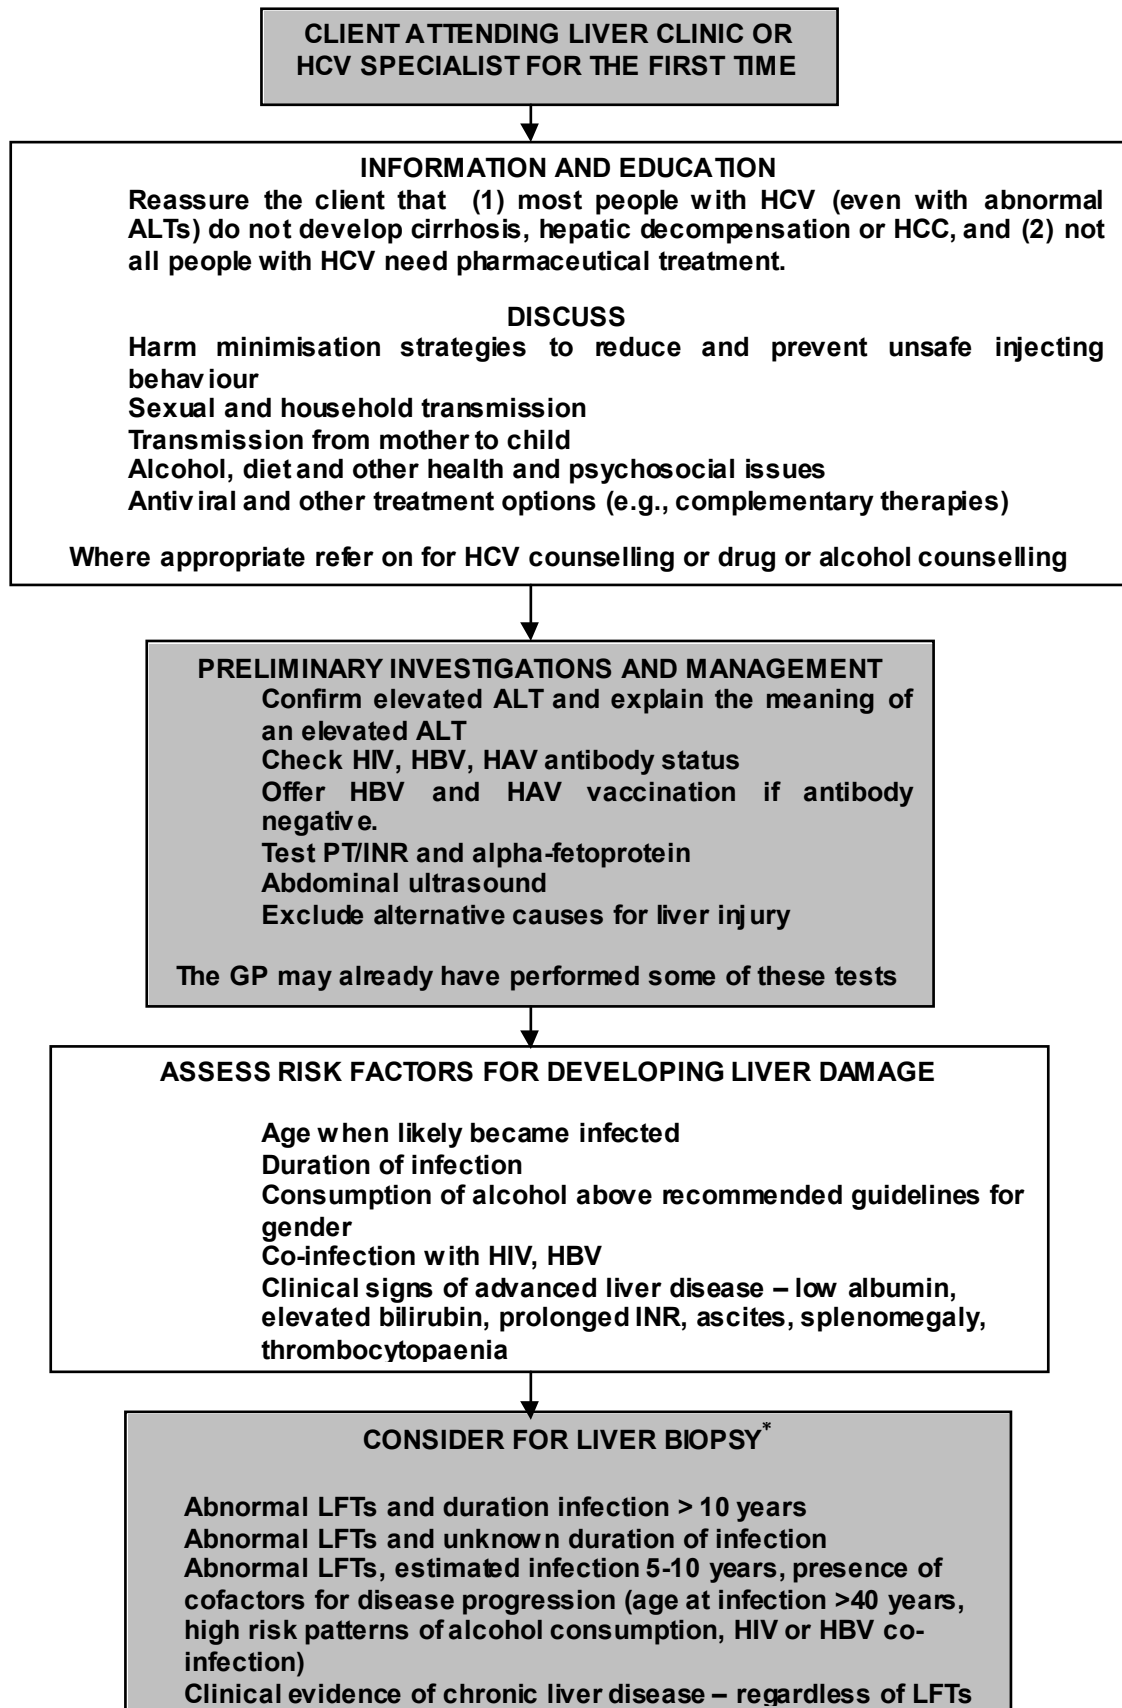 CLIENT ATTENDING LIVER CLINIC OR
HCV SPECIALIST FOR THE FIRST TIME
INFORMATION AND EDUCATION
Reassure the client that (1) most people with HCV (even with abnormal
ALTs) do not develop cirrhosis, hepatic decompensation or HCC, and (2) not
all people with HCV need pharmaceutical treatment.
DISCUSS
Harm minimisation strategies to reduce and prevent unsafe injecting
behaviour
Sexual and household transmission
Transmission from mother to child
Alcohol, diet and other health and psychosocial issues
Antiviral and other treatment options (e.g., complementary therapies)
Where appropriate refer on for HCV counselling or drug or alcohol counselling
PRELIMINARY INVESTIGATIONS AND MANAGEMENT
Confirm elevated ALT and explain the meaning of
an elevated ALT
Check HIV, HBV, HAV antibody status
Offer HBV and HAV vaccination if antibody
negative.
Test PT/INR and alpha-fetoprotein
Abdominal ultrasound
Exclude alternative causes for liver injury
The GP may already have performed some of these tests
ASSESS RISK FACTORS FOR DEVELOPING LIVER DAMAGE
Age when likely became infected
Duration of infection
Consumption of alcohol above recommended guidelines for
gender
Co-infection with HIV, HBV
Clinical signs of advanced liver disease – low albumin,
elevated bilirubin, prolonged INR, ascites, splenomegaly,
thrombocytopaenia
CONSIDER FOR LIVER BIOPSY*
Abnormal LFTs and duration infection > 10 years
Abnormal LFTs and unknown duration of infection
Abnormal LFTs, estimated infection 5-10 years, presence of
cofactors for disease progression (age at infection >40 years,
high risk patterns of alcohol consumption, HIV or HBV co-
infection)
Clinical evidence of chronic liver disease – regardless of LFTs